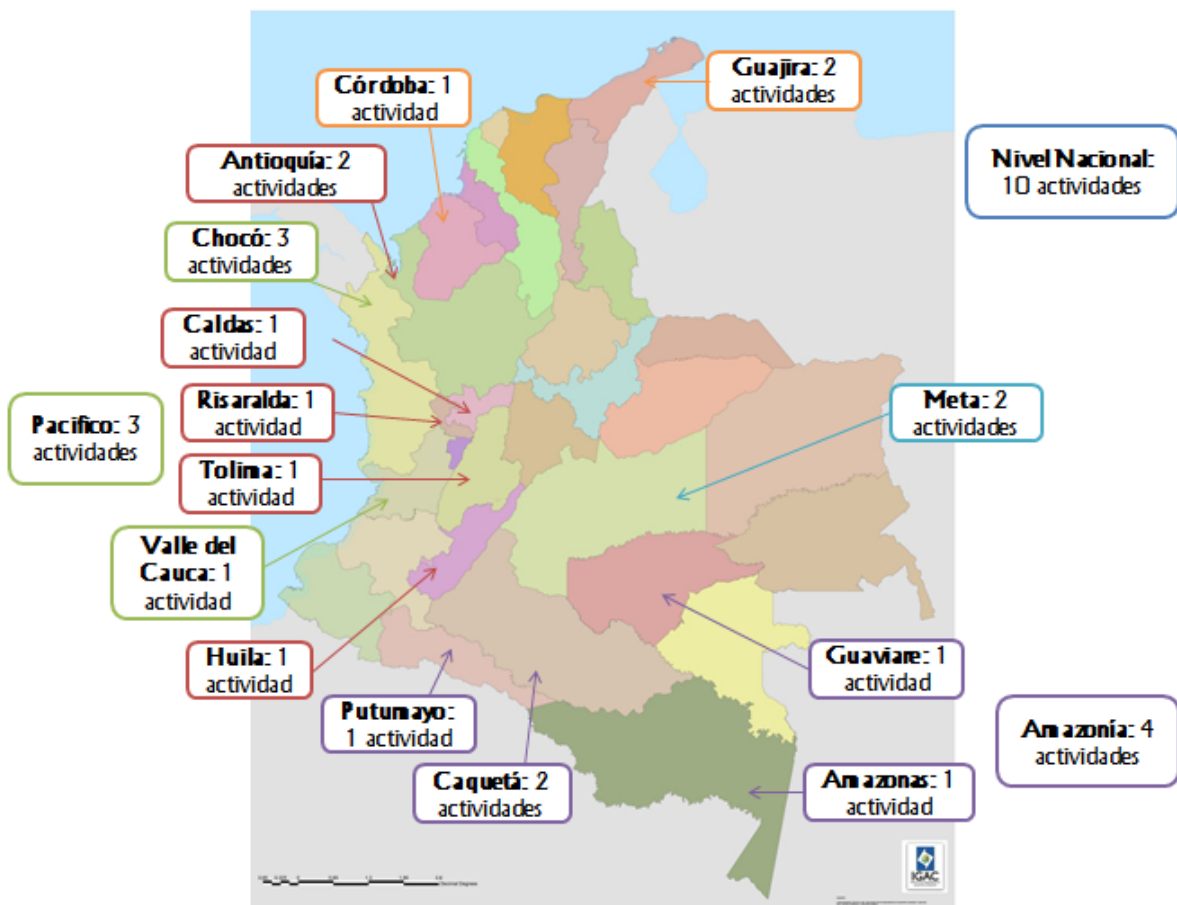 Córdoba: 1
actividad
Guajira: 2
actividades
Nivel Nacional:
10 actividades
Antioquía: 2
actividades
Chocó: 3
actividades
Caldas: 1
actividad
Risaralda: 1
actividad
Pacifico: 3
actividades
Meta: 2
actividades
Tolima: 1
actividad
Valle del
Cauca: 1
actividad
Huila: 1
actividad
Guaviare: 1
actividad
Putumayo:
1 actividad
Amazonía: 4
actividades
Caquetá: 2
actividades
Amazonas: 1
actividad
IGAC
Decimal Degrees